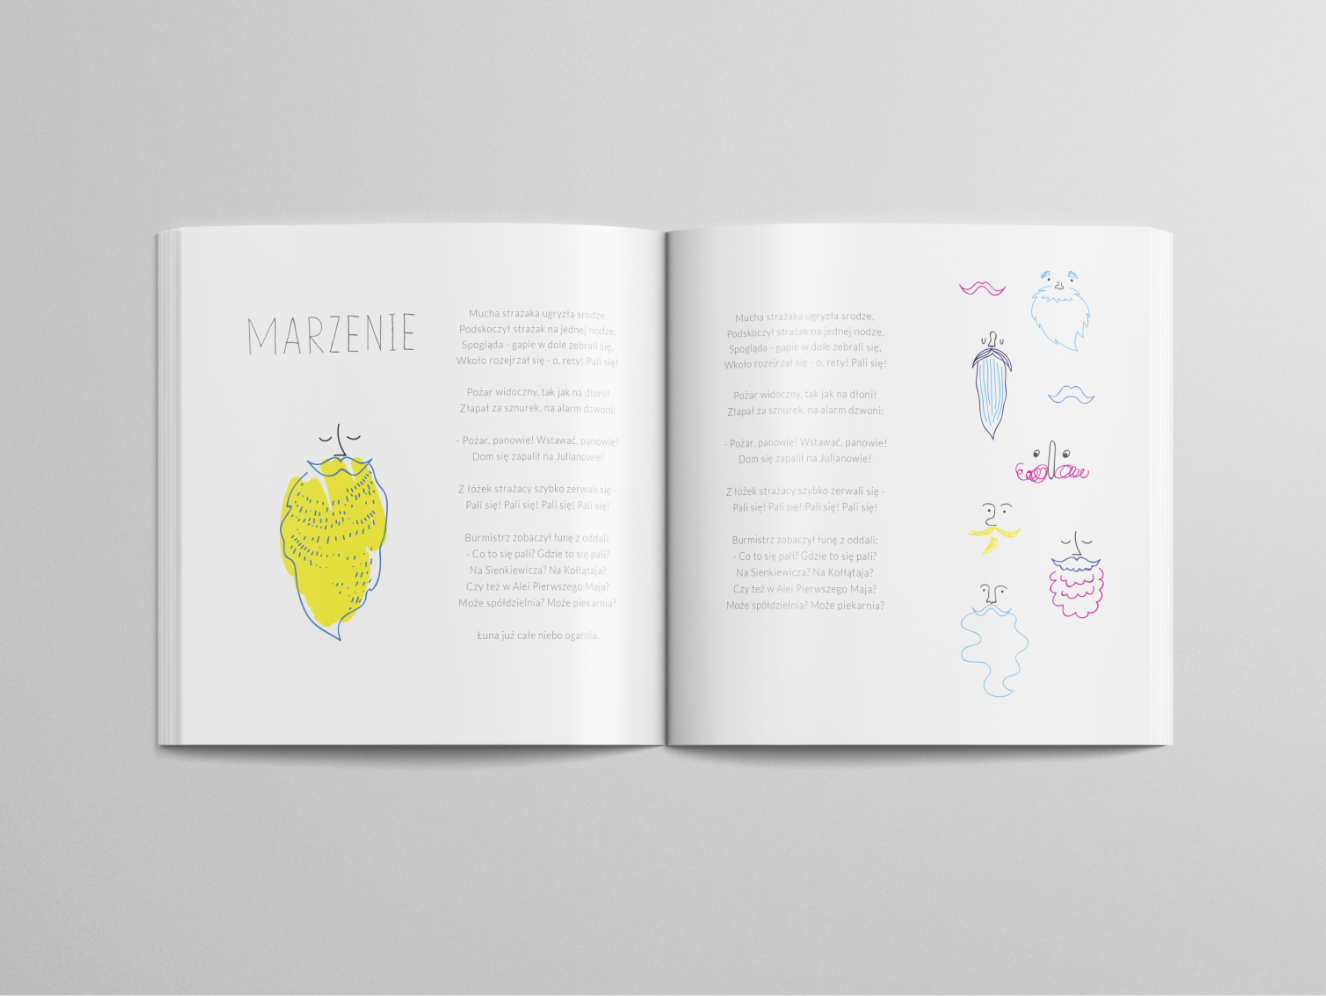 MARZENIE
Mucha strażaka ugryzła srodze,
Podskoczył strażak na jednej nodze,
Spogląda - gapie w dole zebrali się,
Wkoło rozejrzał się - o, rety! Pali się!
Pożar widoczny, tak jak na dłoni!
Złapał za sznurek, na alarm dzwoni:
- Pożar, panowie! Wstawać, panowie!
Dom się zapalił na Julianowie!
Z łóżek strażacy szybko zerwali się -
Pali się! Pali się! Pali się! Pali się!
Burmistrz zobaczył łunę z oddali:
- Co to się pali? Gdzie to się pali?
Na Sienkiewicza? Na Kołłątaja?
Czy też w Alei Pierwszego Maja?
Może spółdzielnia? Może piekarnia?
Łuna już całe niebo ogarnia.
Mucha strażaka ugryzła srodze,
Podskoczył strażak na jednej nodze,
Spogląda - gapie w dole zebrali się,
Wkoło rozejrzał się - o, rety! Pali się!
Pożar widoczny, tak jak na dłoni!
Złapał za sznurek, na alarm dzwoni:
- Pożar, panowie! Wstawać, panowie!
Dom się zapalił na Julianowie!
Z łóżek strażacy szybko zerwali się -
Pali się! Pali się! Pali się! Pali się!
Burmistrz zobaczył łunę z oddali:
- Co to się pali? Gdzie to się pali?
Na Sienkiewicza? Na Kołłątaja?
Czy też w Alei Pierwszego Maja?
Może spółdzielnia? Może piekarnia?